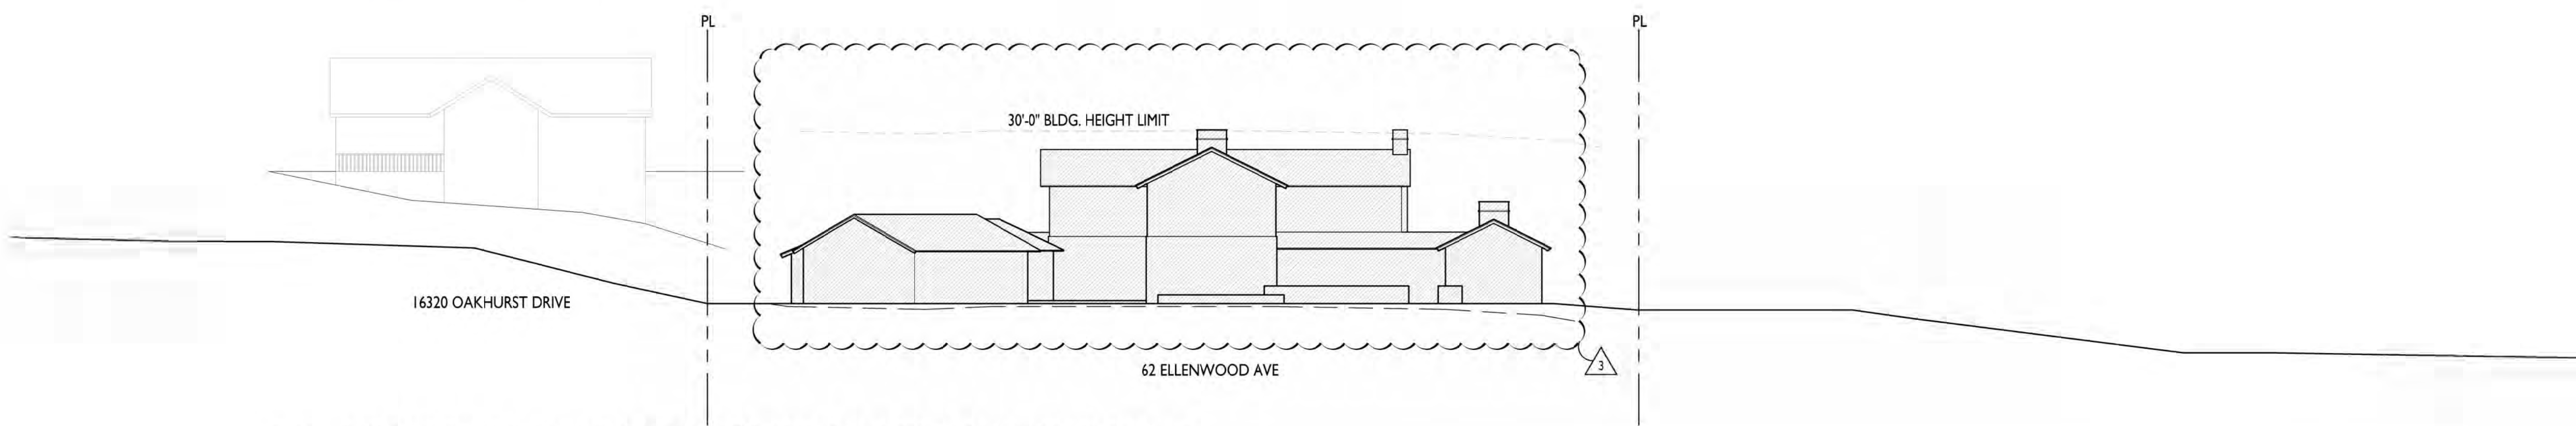 PL
PL
30'-0" BLDG. HEIGHT LIMIT
16320 OAKHURST DRIVE
62 ELLENWOOD AVE
3